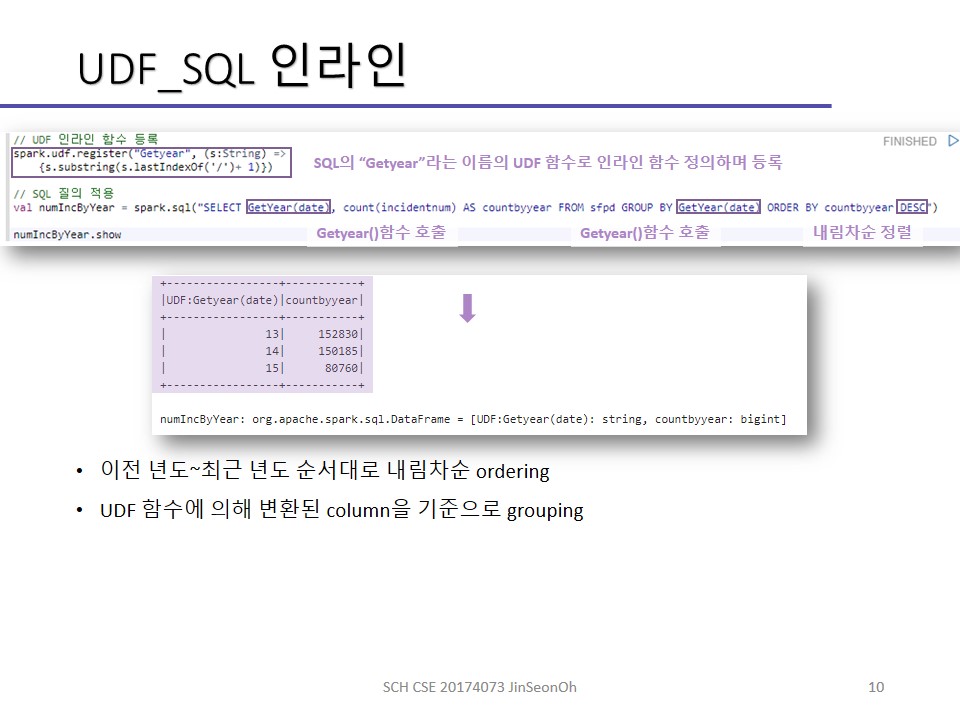 UDF_SQL 인라인
// UDF 인라인 함수 등록
FINISHED
spark.udf.register("Getyear", (s:String) =>
{s.substring(s.lastIndexOf('/')+ 1)})
SQL의 “Getyear”라는 이름의 UDF 함수로 인라인 함수 정의하며 등록
// SQL 질의 적용
val numIncByYear = spark.sql("SELECT GetYear(date), count(incidentnum) AS countbyyear FROM sfpd GROUP BY GetYear(date) ORDER BY countbyyear DESC")
numIncByYear.show
Getyear()함수 호출
Getyear()함수 호출
내림차순 정렬
+----------------+-----------+
|UDF:Getyear(date)|countbyyear|
+----------------+-----------+
| 13| 152830|
| 14| 150185|
| 15| 80760|
+----------------+-----------+
numIncByYear: org.apache.spark.sql.DataFrame = [UDF:Getyear(date): string, countbyyear: bigint]
• 이전 년도~최근 년도 순서대로 내림차순 ordering
• UDF 함수에 의해 변환된 column을 기준으로 grouping
SCH CSE 20174073 JinSeonOh
10